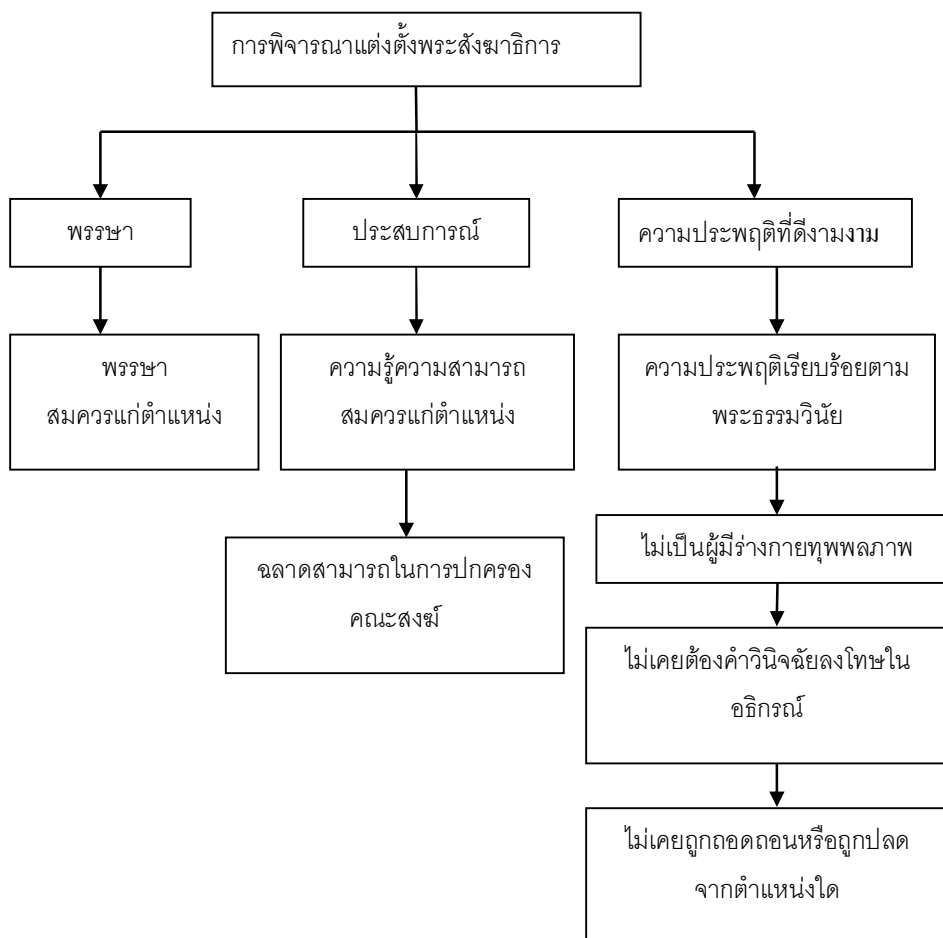 การพิจารณาแต่งตั้งพระสังฆาธิการ
พรรษา
ประสบการณ์
ความประพฤติที่ดีงามงาม
พรรษา
สมควรแก่ตำแหน่ง
ความรู้ความสามารถ
สมควรแก่ตำแหน่ง
ความประพฤติเรียบร้อยตาม
พระธรรมวินัย
ฉลาดสามารถในการปกครอง
คณะสงฆ์
ไม่เป็นผู้มีร่างกายทุพพลภาพ
ไม่เคยต้องคำวินิจฉัยลงโทษใน
อธิกรณ์
ไม่เคยถูกถอดถอนหรือถูกปลด
จากตำแหน่งใด